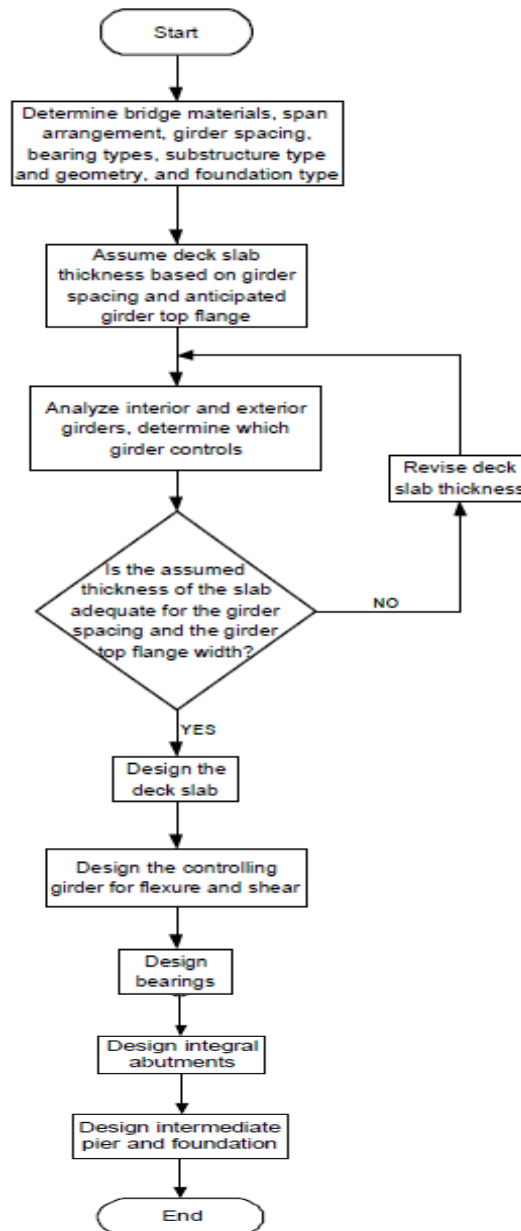 Start
Determine bridge materials, span
arrangement, girder spacing,
bearing types, substructure type
and geometry, and foundation type
Assume deck slab
thickness based on girder
spacing and anticipated
girder top flange
Analyze interior and exterior
girders, determine which
girder controls
Revise deck
slab thickness
Is the assumed
thickness of the slab
adequate for the girder
spacing and the girder
top flange width?
NO
YES
Design the
deck slab
Design the controlling
girder for flexure and shear
Design
bearings
Design integral
abutments
Design intermediate
pier and foundation
End